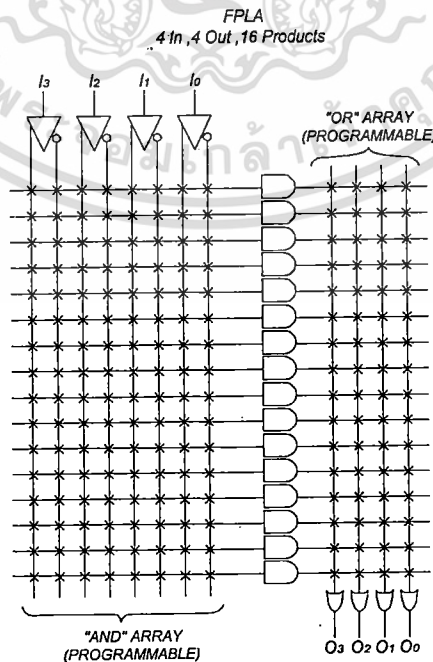 FPLA
4 In ,4 Out ,16 Products
I3 I2 I1 I0
"OR" ARRAY
(PROGRAMMABLE)
"AND" ARRAY
(PROGRAMMABLE)
O3 O2 O1 O0